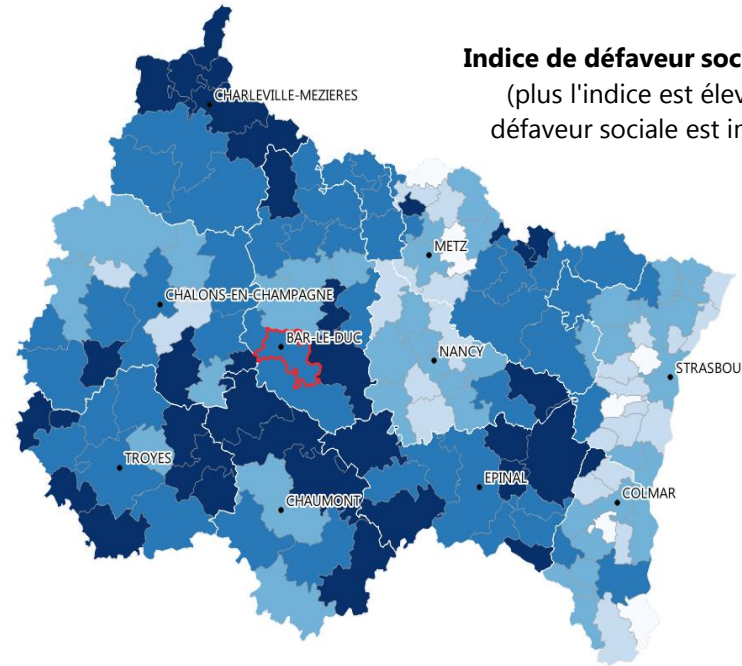 Indice de défaveur soc
(plus l'indice est élev
défaveur sociale est in
CHARLEVILLE-MEZIERES
METZ
CHALONS-EN-CHAMPAGNE
BAR-LE-DUC
NANCY
STRASBOU
TROYES
EPINAL
CHAUMONT
COLMAR